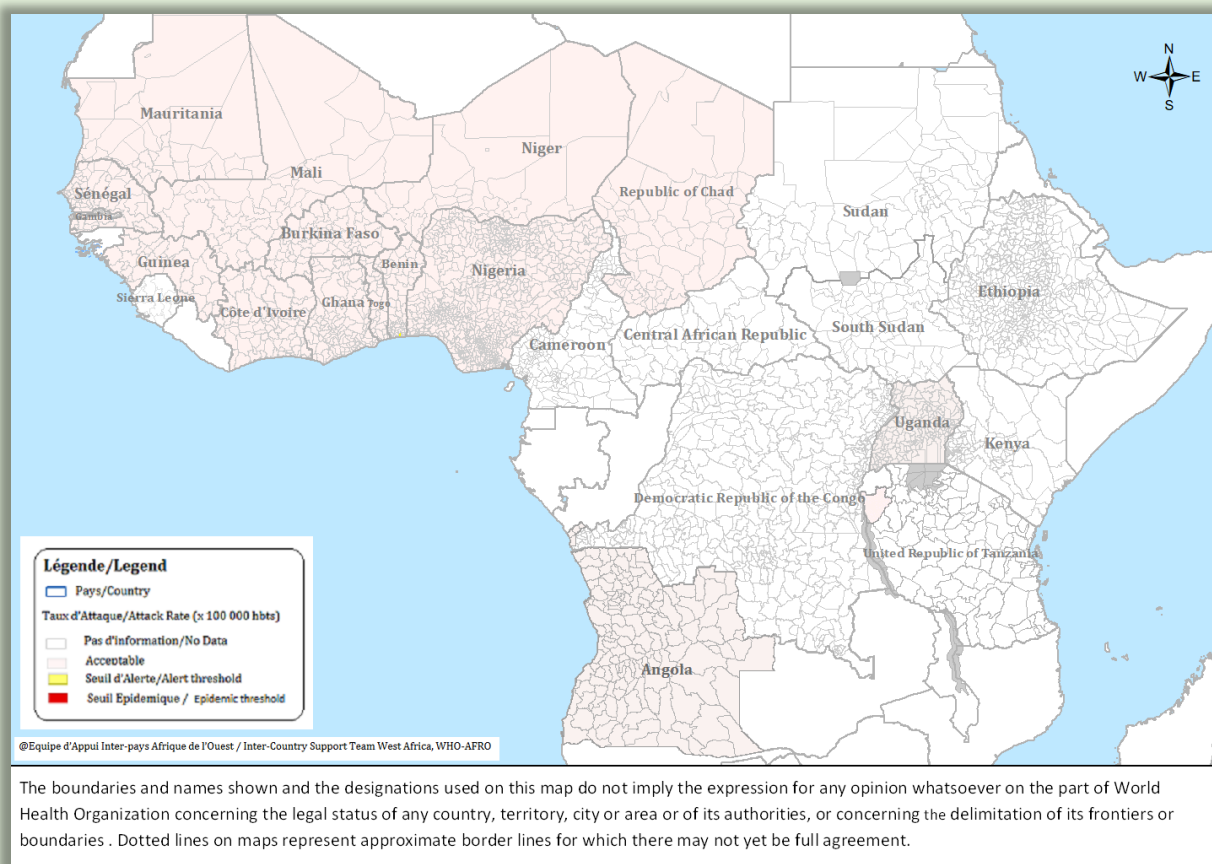 N
W E
S
Mauritania
Mali
Niger
Republic of Chad
Sudan
Sénégal
Gambia
Burkina Faso
Guinea
Benin
Nigeria
Ethiopia
Sierra Leone
Côte d'Ivoire
Ghana
Togo
Cameroon
Central African Republic
South Sudan
Uganda
Kenya
Democratic Republic of the Congo
United Republic of Tanzania
Angola
Légende/Legend
Pays/Country
Taux d'Attaque/Attack Rate (x 100 000 hbts)
Pas d'information/No Data
Acceptable
Seuil d'Alerte/Alert threshold
Seuil Epidemique / Epidemic threshold
@Equipe d'Appui Inter-pays Afrique de l'Ouest / Inter-Country Support Team West Africa, WHO-AFRO
The boundaries and names shown and the designations used on this map do not imply the expression for any opinion whatsoever on the part of World
Health Organization concerning the legal status of any country, territory, city or area or of its authorities, or concerning the delimitation of its frontiers or
boundaries . Dotted lines on maps represent approximate border lines for which there may not yet be full agreement.